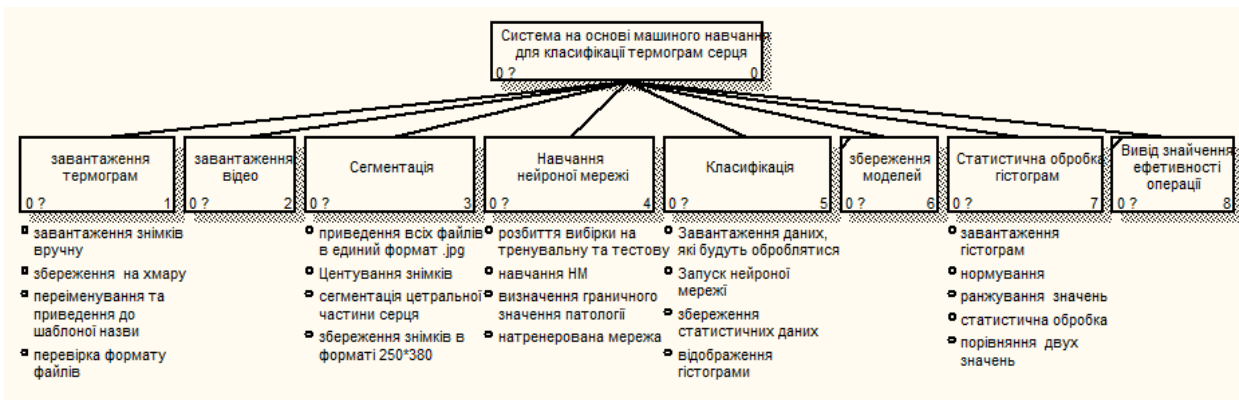 Система на основі машиного навчання
для класифікації термограм серця
0 ?
0
завантаження
термограм
0 ?
1
завантаження
відео
0 ?
2
Сегментація
0 ?
3
Навчання
нейроної мережі
0 ?
4
Класифікація
0 ?
5
збереження
моделей
0 ?
6
Статистична обробка
гістограм
0 ?
7
Вивід знайчення
ефетивності
операції
0 ?
8
завантаження знімків
вручну
збереження на хмару
переіменування та
приведення до
шаблоної назви
перевірка формату
файлів
приведення всіх файлів
в единий формат .jpg
Центування знімків
сегментація цетральної
частини серця
збереження знімків в
форматі 250*380
розбиття вибірки на
тренувальну та тестову
навчання НМ
визначення граничного
значення патології
натренерована мережа
Завантаження даних,
які будуть оброблятися
Запуск нейроної
мережі
збереження
статистичних даних
відображення
гістограми
завантаження
гістограм
нормування
ранжування значень
статистична обробка
порівняння двух
значень